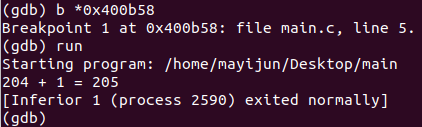 (gdb) b *0x400b58
Breakpoint 1 at 0x400b58: file main.c, line 5.
(gdb) run
Starting program: /home/mayijun/Desktop/main
204 + 1 = 205
[Inferior 1 (process 2590) exited normally]
(gdb)